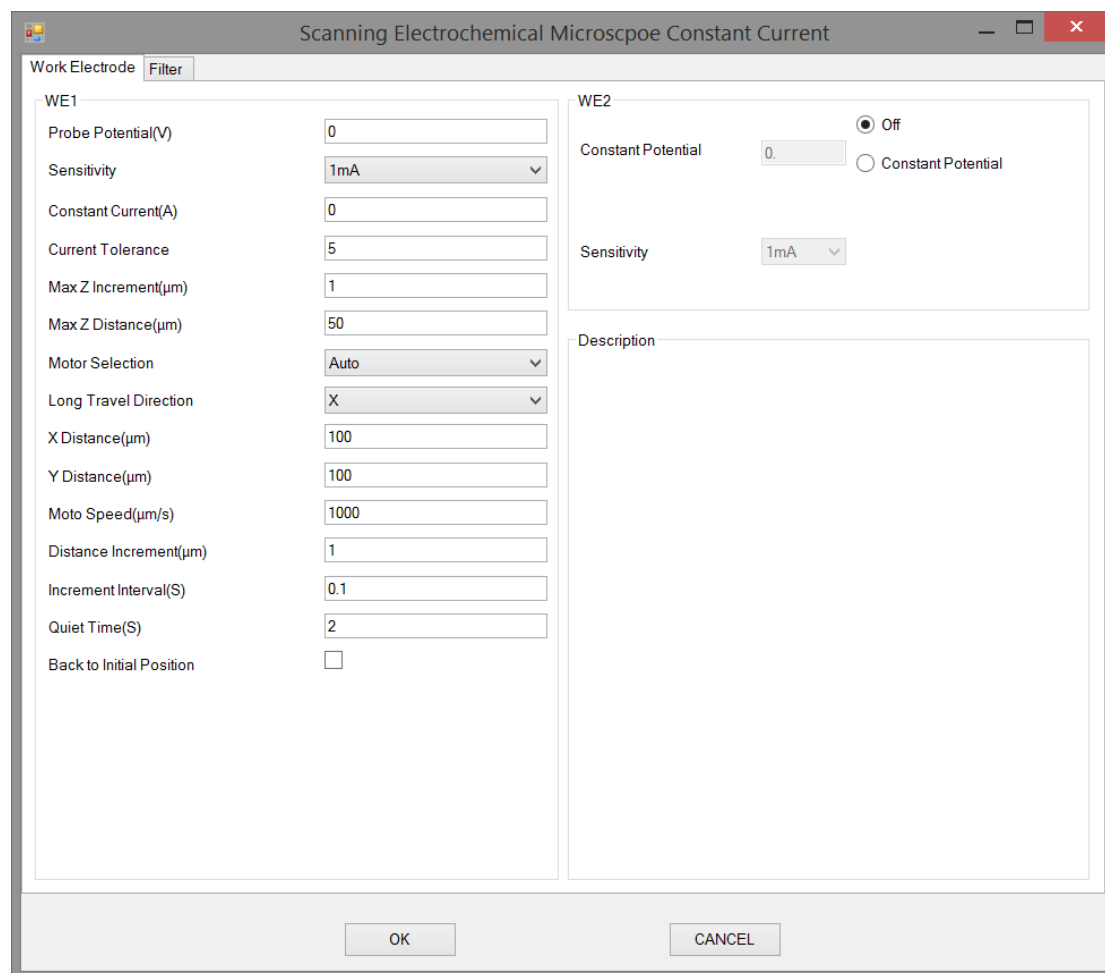 Scanning Electrochemical Microscpoe Constant Current
Work Electrode Filter
WE1
Probe Potential(V) 0
Sensitivity 1mA
Constant Current(A) 0
Current Tolerance 5
Max Z Increment(µm) 1
Max Z Distance(µm) 50
Motor Selection Auto
Long Travel Direction X
X Distance(µm) 100
Y Distance(µm) 100
Moto Speed(µm/s) 1000
Distance Increment(µm) 1
Increment Interval(S) 0.1
Quiet Time(S) 2
Back to Initial Position
WE2
Off
Constant Potential 0.
Constant Potential
Sensitivity 1mA
Description
OK CANCEL